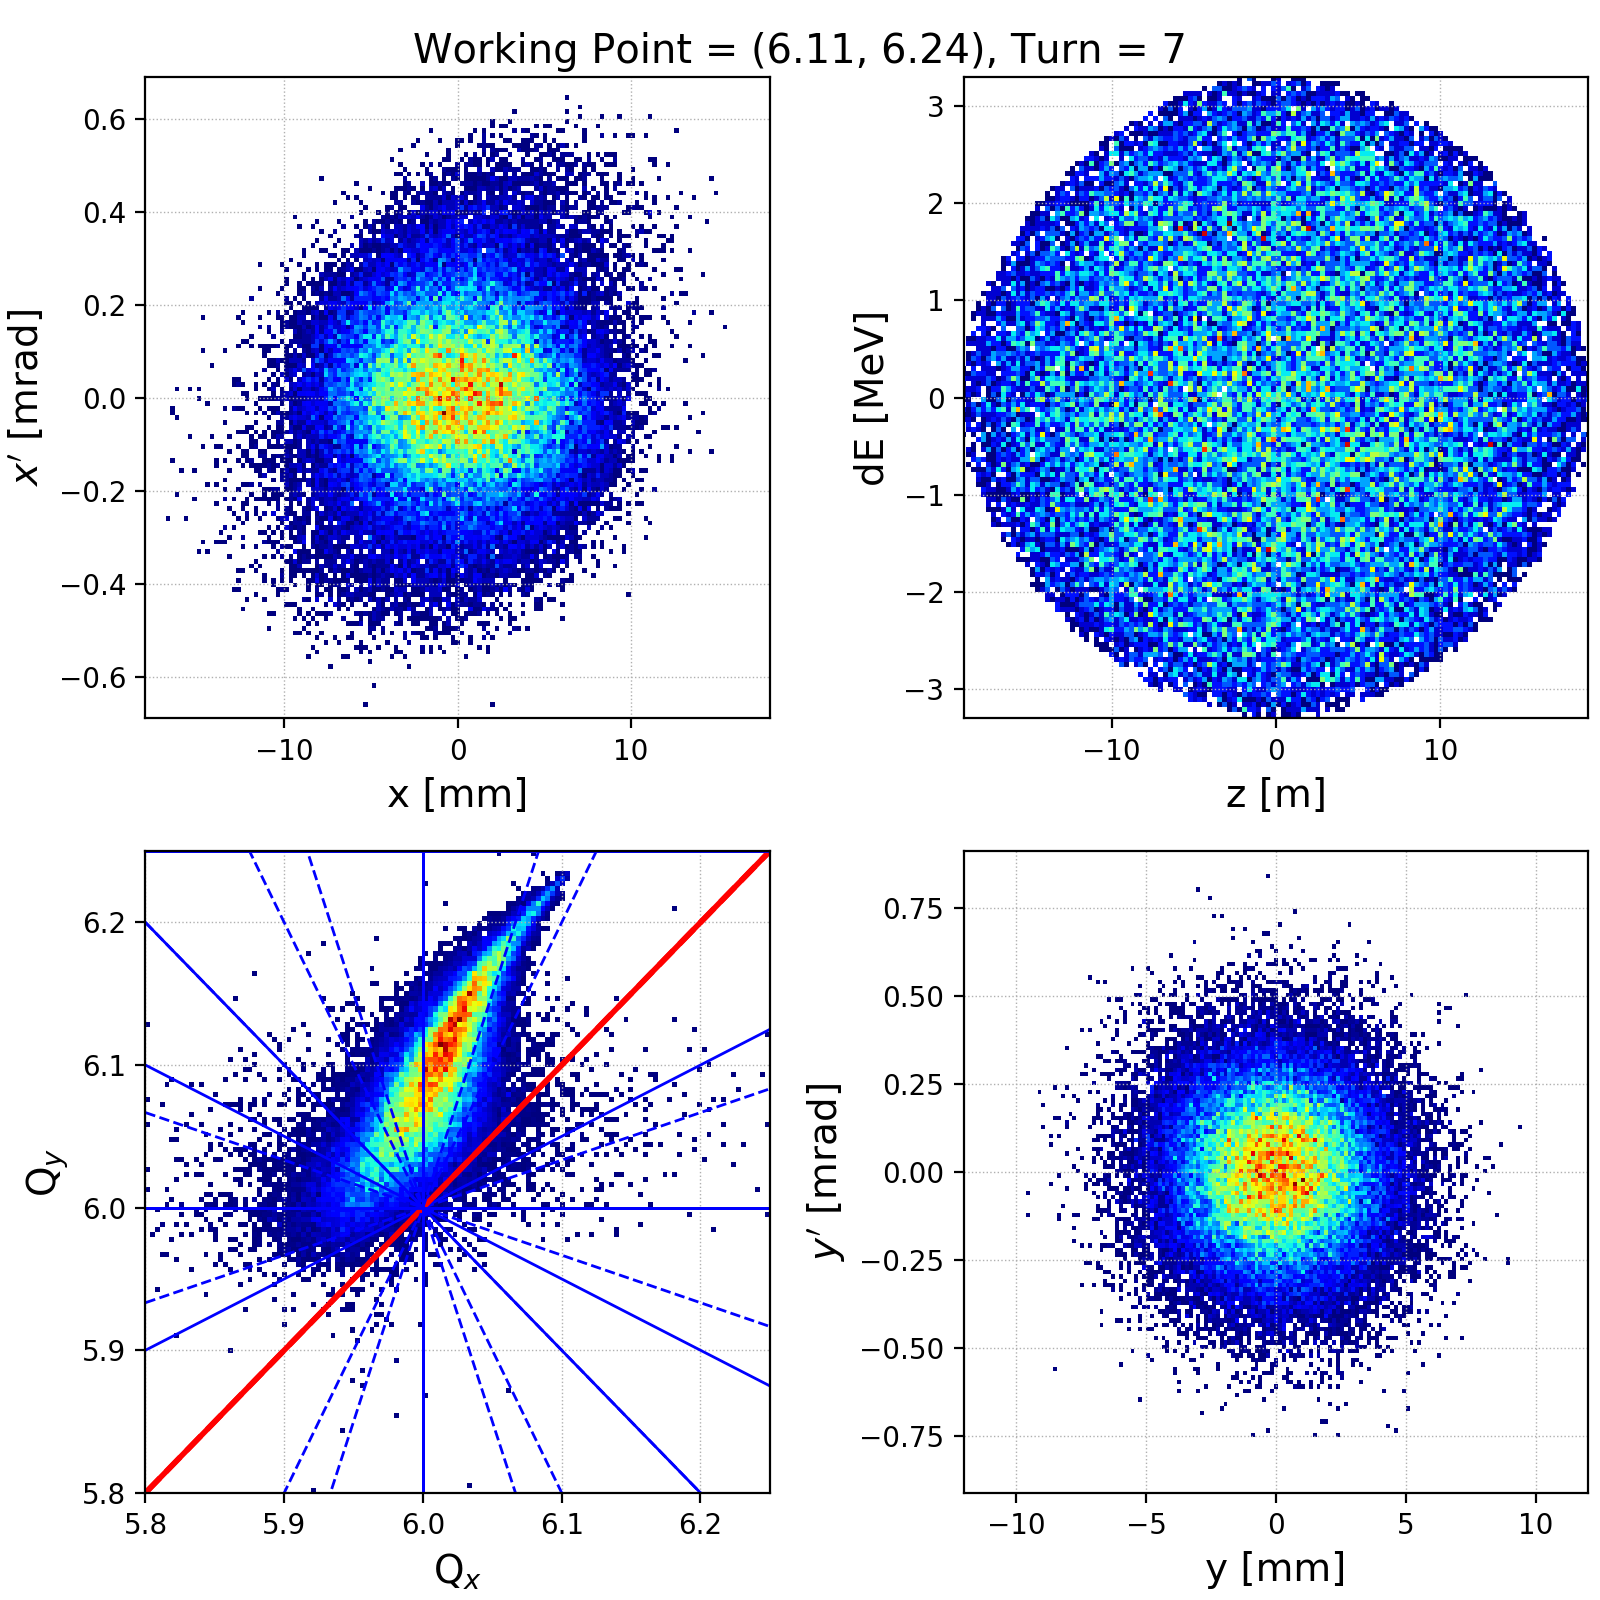 Working Point = (6.11, 6.24), Turn = 7
0.6
0.4
0.2
0.0
−0.2
−0.4
−0.6
x′ [mrad]
−10 0 10
x [mm]
3
2
1
0
−1
−2
−3
dE [MeV]
−10 0 10
z [m]
6.2
6.1
6.0
5.9
5.8
Qy
5.8 5.9 6.0 6.1 6.2
Qx
0.75
0.50
0.25
0.00
−0.25
−0.50
−0.75
y′ [mrad]
−10 −5 0 5 10
y [mm]